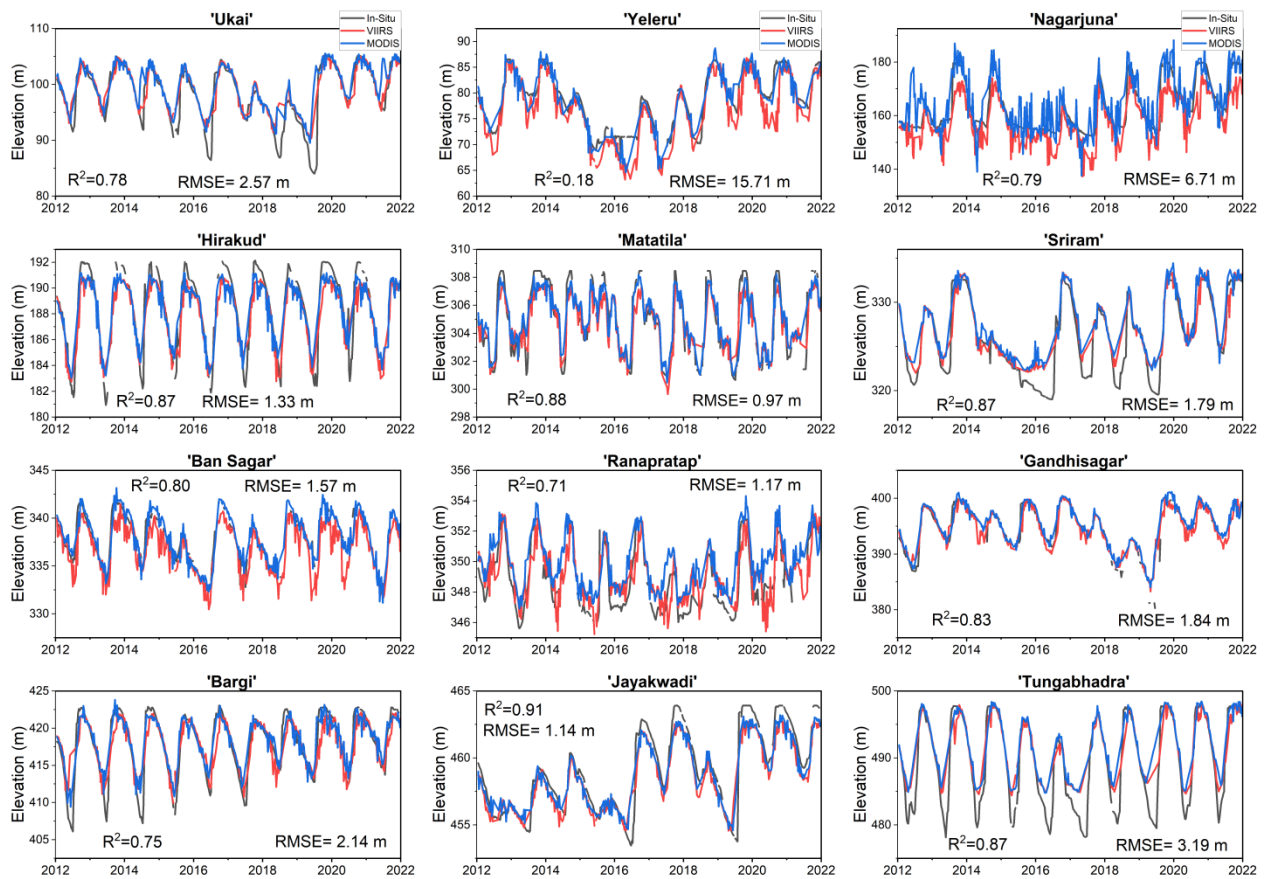 'Ukai'
In-Situ
VIIRS
MODIS
Elevation (m)
110
100
90
80
R²=0.78 RMSE= 2.57 m
2012 2014 2016 2018 2020 2022
'Yeleru'
In-Situ
VIIRS
MODIS
Elevation (m)
90
85
80
75
70
65
60
R²=0.18 RMSE= 15.71 m
2012 2014 2016 2018 2020 2022
'Nagarjuna'
In-Situ
VIIRS
MODIS
Elevation (m)
180
160
140
R²=0.79 RMSE= 6.71 m
2012 2014 2016 2018 2020 2022
'Hirakud'
Elevation (m)
192
190
188
186
184
182
180
R²=0.87 RMSE= 1.33 m
2012 2014 2016 2018 2020 2022
'Matatila'
Elevation (m)
310
308
306
304
302
300
298
R²=0.88 RMSE= 0.97 m
2012 2014 2016 2018 2020 2022
'Sriram'
Elevation (m)
330
320
R²=0.87 RMSE= 1.79 m
2012 2014 2016 2018 2020 2022
'Ban Sagar'
Elevation (m)
345
340
335
330
R²=0.80 RMSE= 1.57 m
2012 2014 2016 2018 2020 2022
'Ranapratap'
Elevation (m)
356
354
352
350
348
346
R²=0.71 RMSE= 1.17 m
2012 2014 2016 2018 2020 2022
'Gandhisagar'
Elevation (m)
400
390
380
R²=0.83 RMSE= 1.84 m
2012 2014 2016 2018 2020 2022
'Bargi'
Elevation (m)
425
420
415
410
405
R²=0.75 RMSE= 2.14 m
2012 2014 2016 2018 2020 2022
'Jayakwadi'
Elevation (m)
465
460
455
R²=0.91
RMSE= 1.14 m
2012 2014 2016 2018 2020 2022
'Tungabhadra'
Elevation (m)
500
490
480
R²=0.87 RMSE= 3.19 m
2012 2014 2016 2018 2020 2022